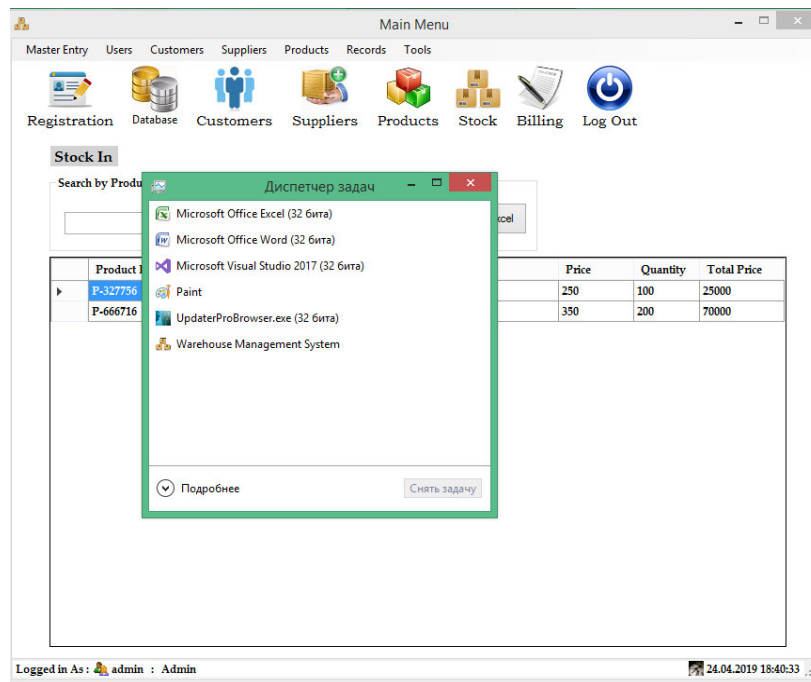 Main Menu
Master Entry Users Customers Suppliers Products Records Tools
Registration Database Customers Suppliers Products Stock Billing Log Out
Stock In
Search by Produ
Диспетчер задач
Microsoft Office Excel (32 бита)
Microsoft Office Word (32 бита)
Microsoft Visual Studio 2017 (32 бита)
Paint
UpdaterProBrowser.exe (32 бита)
Warehouse Management System
Подробнее
Снять задачу
Product Price Quantity Total Price
P-327756 250 100 25000
P-666716 350 200 70000
Logged in As : admin : Admin 24.04.2019 18:40:33